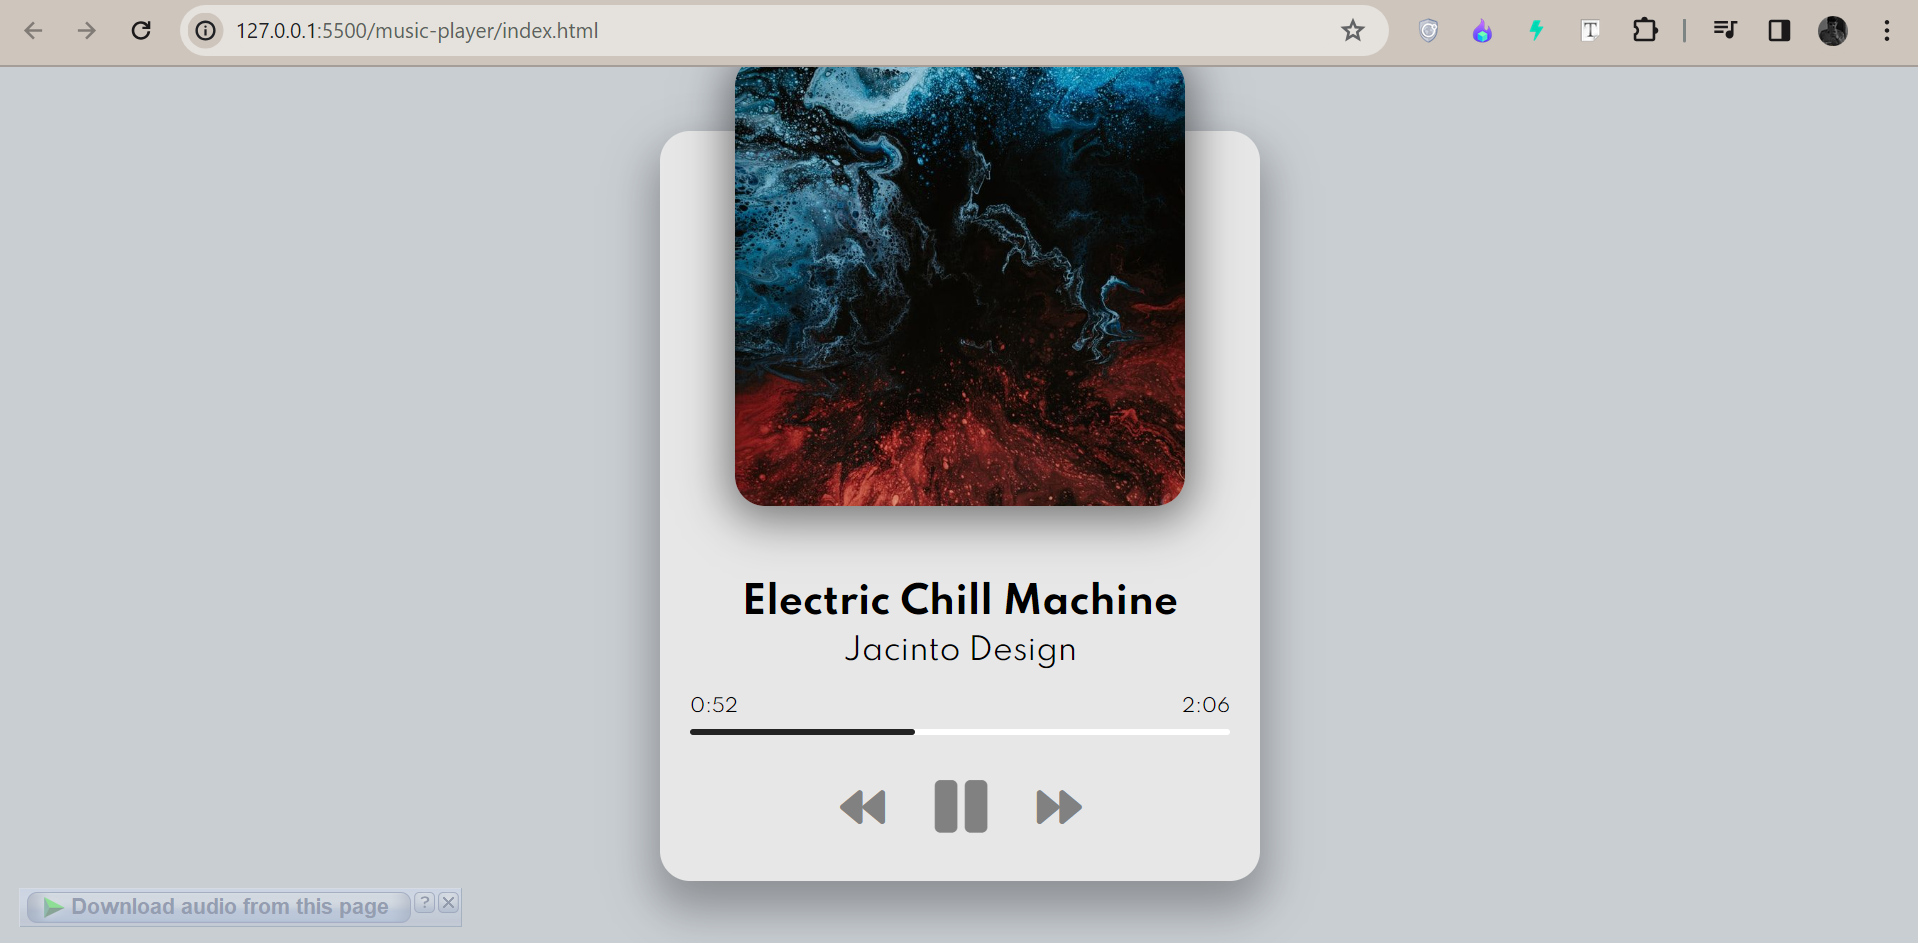 127.0.0.1:5500/music-player/index.html
T
Electric Chill Machine
Jacinto Design
0:52 2:06
Download audio from this page ?